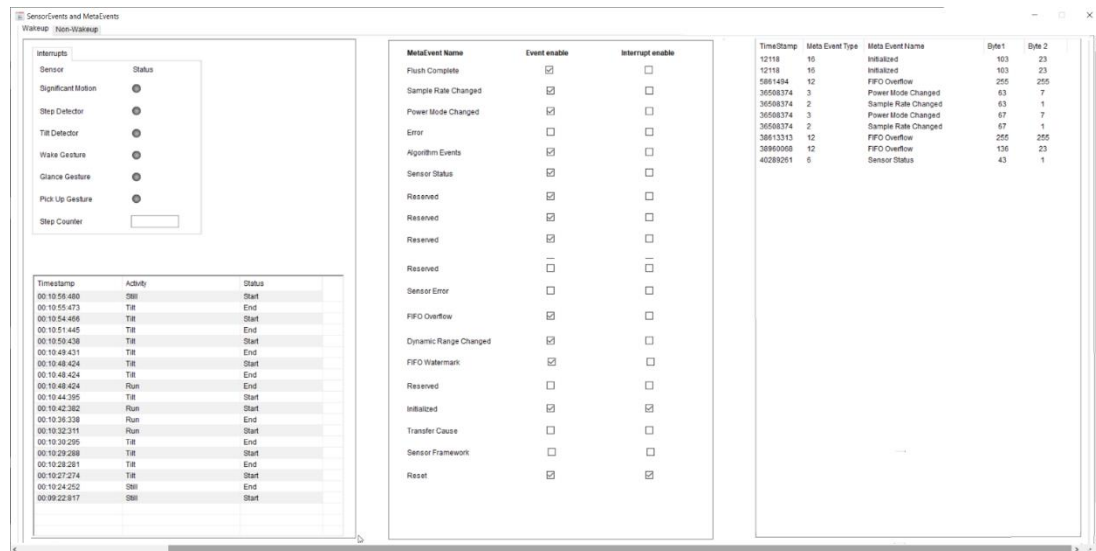 SensorEvents and MetaEvents
Wakeup Non-Wakeup
Interrupts
Sensor Status
Significant Motion
Step Detector
Tilt Detector
Wake Gesture
Glance Gesture
Pick Up Gesture
Step Counter
Timestamp Activity Status
00:10:56:480 Still Start
00:10:55:473 Tilt End
00:10:54:466 Tilt Start
00:10:51:445 Tilt End
00:10:50:438 Tilt Start
00:10:49:431 Tilt End
00:10:48:424 Tilt Start
00:10:48:424 Tilt End
00:10:48:424 Run End
00:10:44:395 Tilt Start
00:10:42:382 Run Start
00:10:36:338 Run End
00:10:32:311 Run Start
00:10:30:295 Tilt End
00:10:29:288 Tilt Start
00:10:28:281 Tilt End
00:10:27:274 Tilt Start
00:10:24:252 Still End
00:09:22:817 Still Start
MetaEvent Name Event enable Interrupt enable
Flush Complete
Sample Rate Changed
Power Mode Changed
Error
Algorithm Events
Sensor Status
Reserved
Reserved
Reserved
Reserved
Sensor Error
FIFO Overflow
Dynamic Range Changed
FIFO Watermark
Reserved
Initialized
Transfer Cause
Sensor Framework
Reset
TimeStamp Meta Event Type Meta Event Name Byte1 Byte 2
12118 16 Initialized 103 23
12118 16 Initialized 103 23
5861494 12 FIFO Overflow 255 255
36508374 3 Power Mode Changed 63 7
36508374 2 Sample Rate Changed 63 1
36508374 3 Power Mode Changed 67 7
36508374 2 Sample Rate Changed 67 1
38613313 12 FIFO Overflow 255 255
38960068 12 FIFO Overflow 136 23
40289261 6 Sensor Status 43 1